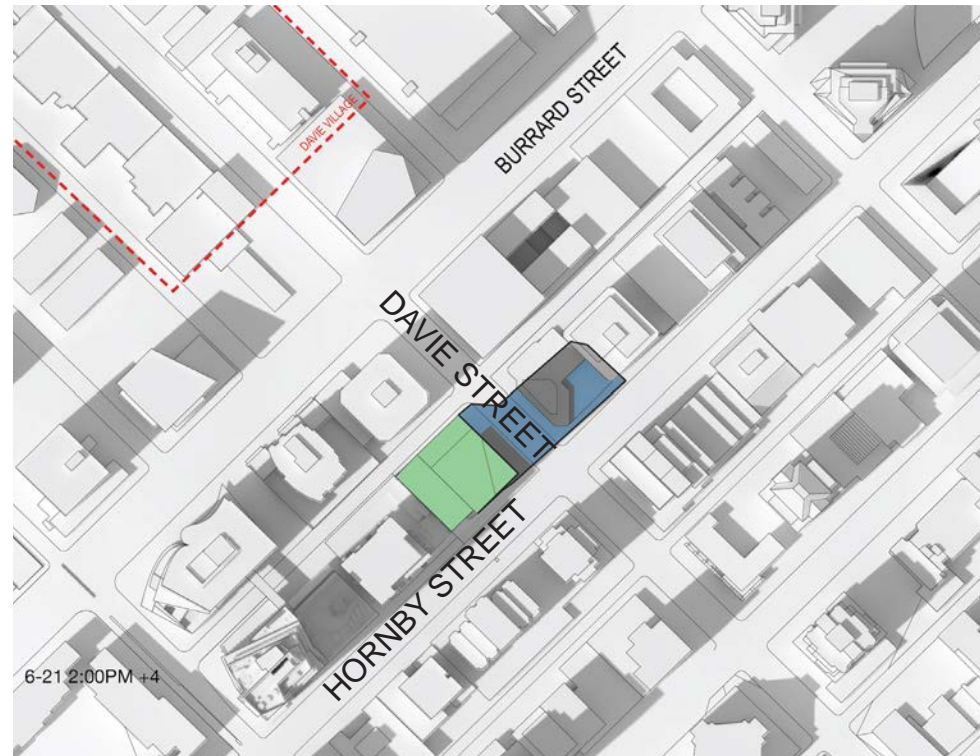 BURRARD STREET
DAVIE VILLAGE
DAVIE STREET
HORNBY STREET
6-21 2:00PM +4